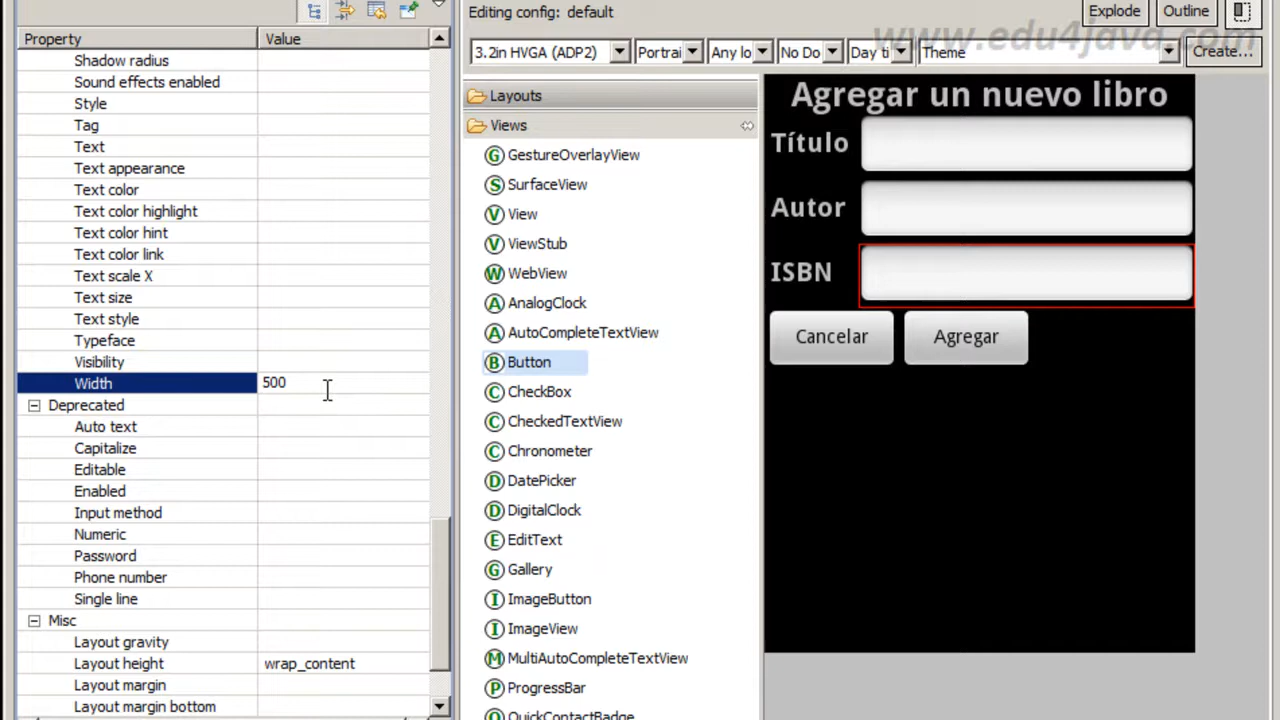 Property Value
Shadow radius
Sound effects enabled
Style
Tag
Text
Text appearance
Text color
Text color highlight
Text color hint
Text color link
Text scale X
Text size
Text style
Typeface
Visibility
Width 500
Deprecated
Auto text
Capitalize
Editable
Enabled
Input method
Numeric
Password
Phone number
Single line
Misc
Layout gravity
Layout height wrap_content
Layout margin
Layout margin bottom
Editing config: default
Explode Outline
www.edu4java.com
3.2in HVGA (ADP2) Portrai Any lo No Do Day ti Theme Create...
Layouts
Views
GestureOverlayView
SurfaceView
View
ViewStub
WebView
AnalogClock
AutoCompleteTextView
Button
CheckBox
CheckedTextView
Chronometer
DatePicker
DigitalClock
EditText
Gallery
ImageButton
ImageView
MultiAutoCompleteTextView
ProgressBar
QuickContactBadge
Agregar un nuevo libro
Título
Autor
ISBN
Cancelar Agregar